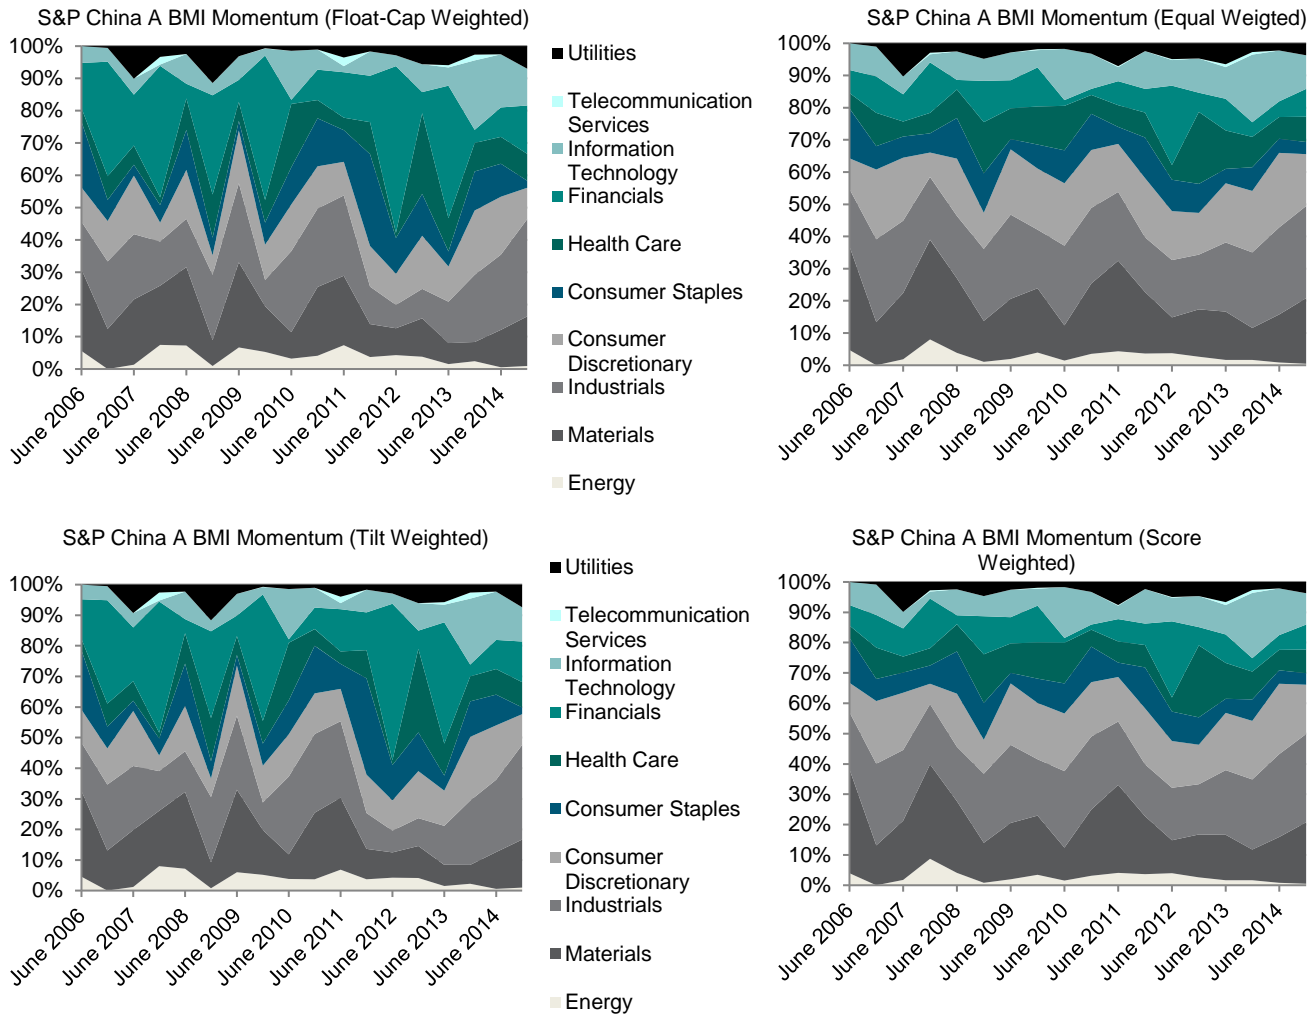 S&P China A BMI Momentum (Float-Cap Weighted)
100%
90%
80%
70%
60%
50%
40%
30%
20%
10%
0%
June 2006
June 2007
June 2008
June 2009
June 2010
June 2011
June 2012
June 2013
June 2014
Utilities
Telecommunication
Services
Information
Technology
Financials
Health Care
Consumer Staples
Consumer
Discretionary
Industrials
Materials
Energy
S&P China A BMI Momentum (Equal Weigted)
100%
90%
80%
70%
60%
50%
40%
30%
20%
10%
0%
June 2006
June 2007
June 2008
June 2009
June 2010
June 2011
June 2012
June 2013
June 2014
S&P China A BMI Momentum (Tilt Weighted)
100%
90%
80%
70%
60%
50%
40%
30%
20%
10%
0%
June 2006
June 2007
June 2008
June 2009
June 2010
June 2011
June 2012
June 2013
June 2014
Utilities
Telecommunication
Services
Information
Technology
Financials
Health Care
Consumer Staples
Consumer
Discretionary
Industrials
Materials
Energy
S&P China A BMI Momentum (Score
Weighted)
100%
90%
80%
70%
60%
50%
40%
30%
20%
10%
0%
June 2006
June 2007
June 2008
June 2009
June 2010
June 2011
June 2012
June 2013
June 2014